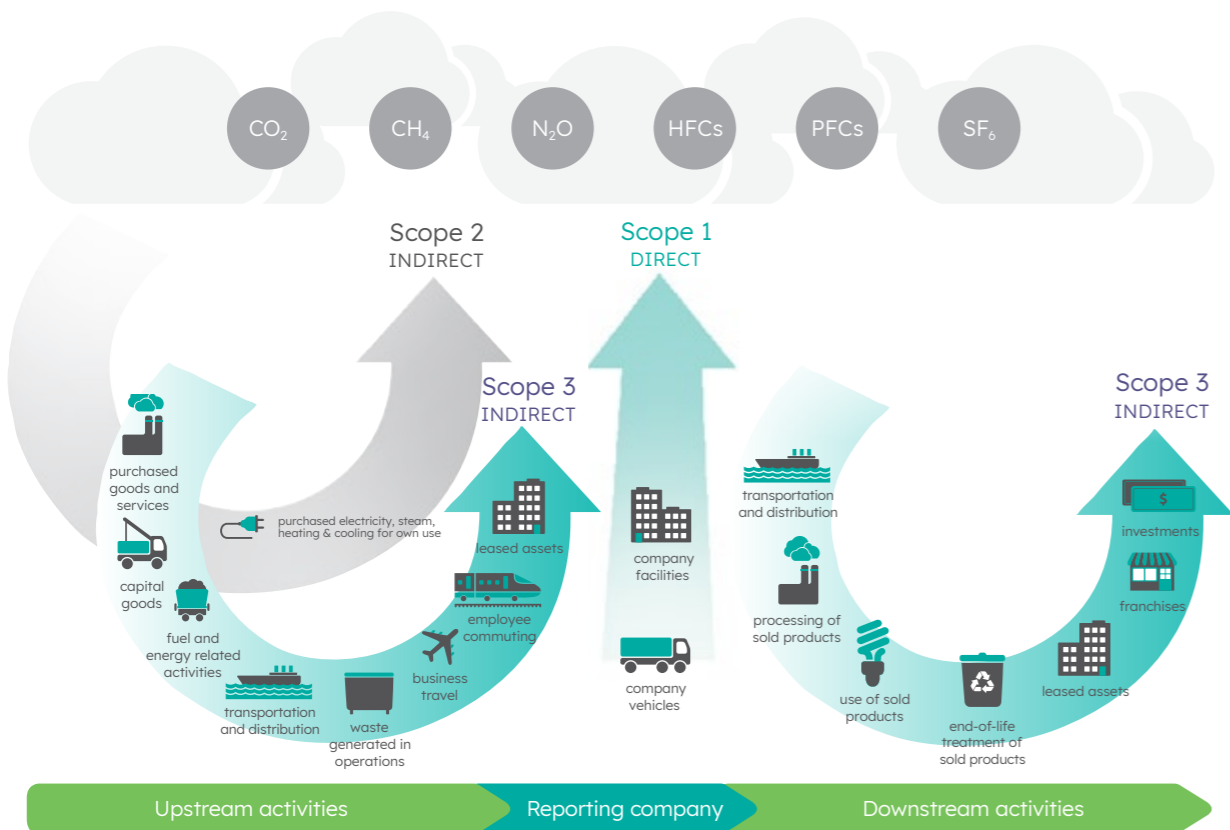 CO₂
CH₄
N₂O
HFCs
PFCs
SF₆
Scope 2
INDIRECT
Scope 1
DIRECT
Scope 3
INDIRECT
Scope 3
INDIRECT
purchased
goods and
services
capital
goods
fuel and
energy related
activities
transportation
and distribution
waste
generated in
operations
business
travel
employee
commuting
leased assets
purchased electricity, steam,
heating & cooling for own use
company
facilities
company
vehicles
transportation
and distribution
processing of
sold products
use of sold
products
end-of-life
treatment of
sold products
leased assets
franchises
$
investments
Upstream activities
Reporting company
Downstream activities